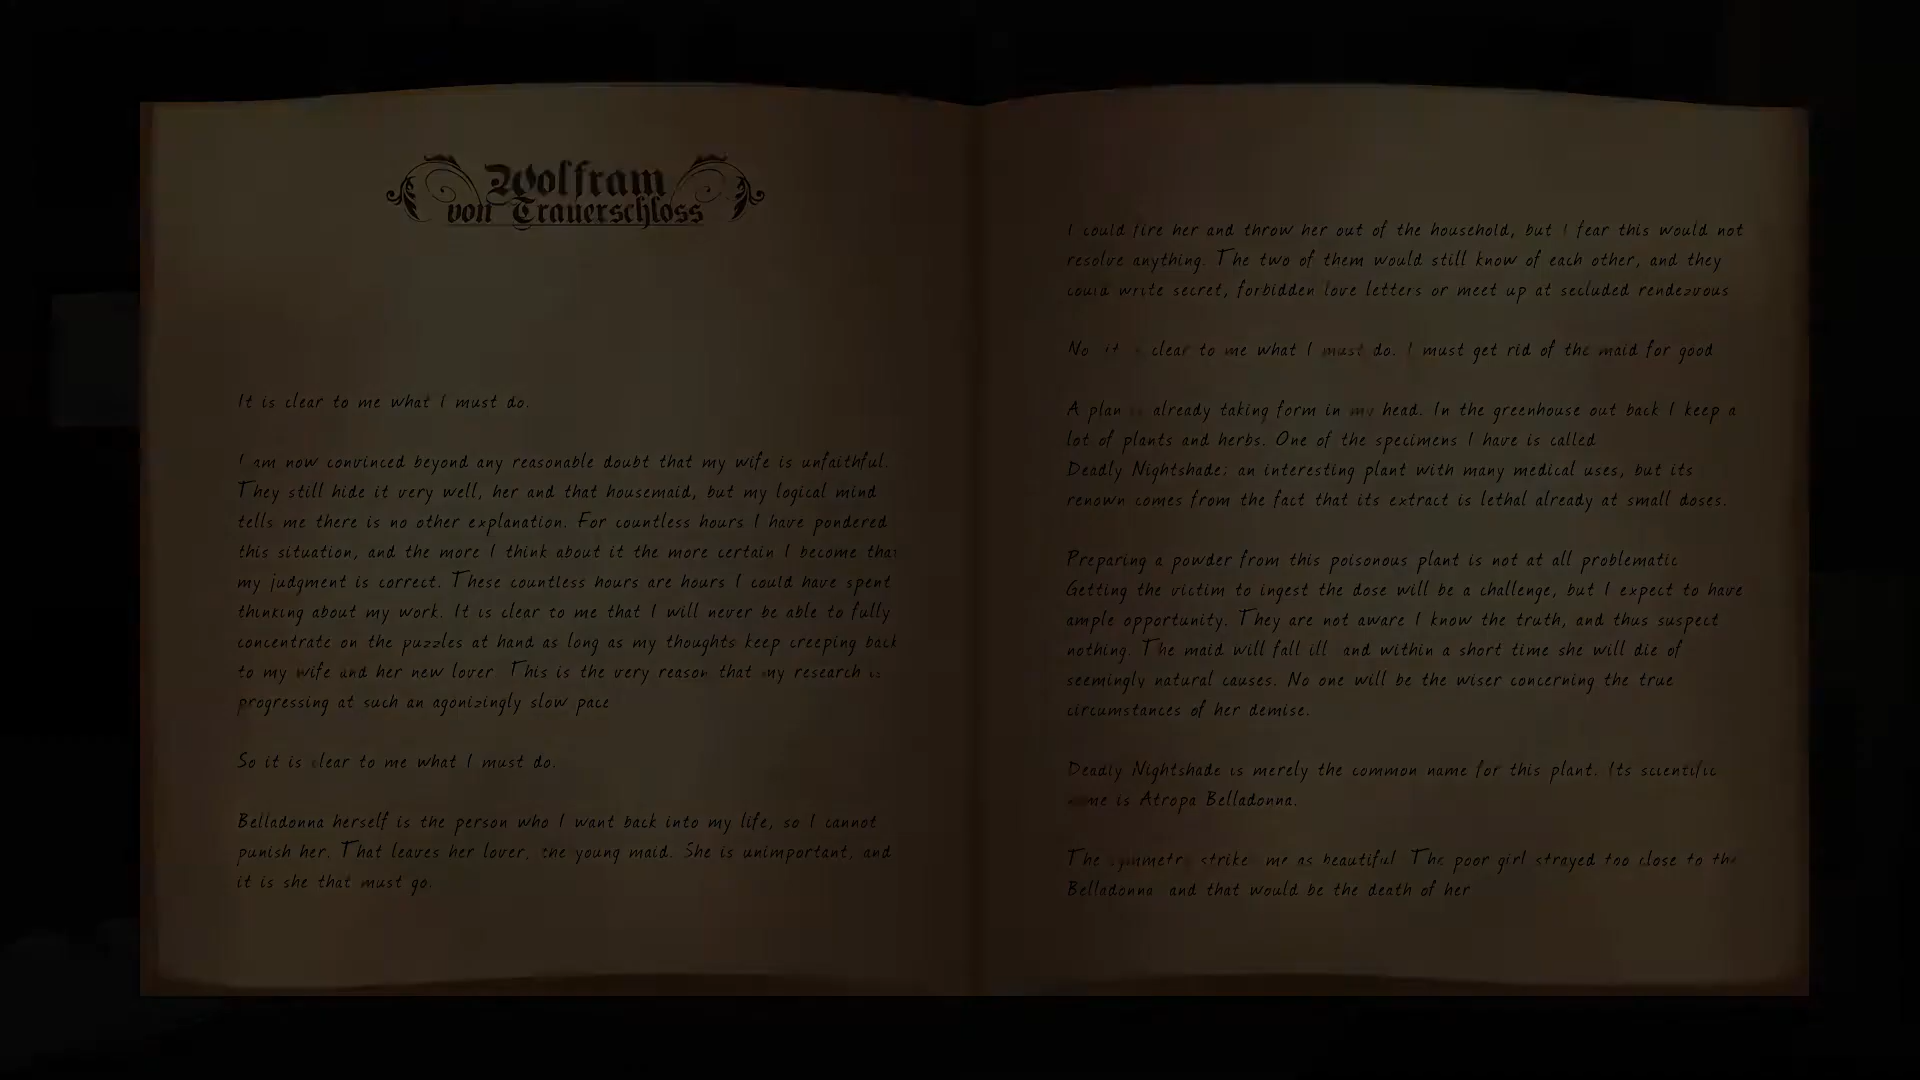 Wolfram
von Trauerschloss
It is clear to me what I must do.
I am now convinced beyond any reasonable doubt that my wife is unfaithful.
They still hide it very well, her and that housemaid, but my logical mind
tells me there is no other explanation. For countless hours I have pondered
this situation, and the more I think about it the more certain I become that
my judgment is correct. These countless hours are hours I could have spent
thinking about my work. It is clear to me that I will never be able to fully
concentrate on the puzzles at hand as long as my thoughts keep creeping back
to my wife and her new lover. This is the very reason that my research is
progressing at such an agonizingly slow pace
So it is clear to me what I must do.
Belladonna herself is the person who I want back into my life, so I cannot
punish her. That leaves her lover, the young maid. She is unimportant, and
it is she that must go.
I could fire her and throw her out of the household, but I fear this would not
resolve anything. The two of them would still know of each other, and they
could write secret, forbidden love letters or meet up at secluded rendezvous
No it is clear to me what I must do. I must get rid of the maid for good
A plan is already taking form in my head. In the greenhouse out back I keep a
lot of plants and herbs. One of the specimens I have is called
Deadly Nightshade; an interesting plant with many medical uses, but its
renown comes from the fact that its extract is lethal already at small doses.
Preparing a powder from this poisonous plant is not at all problematic
Getting the victim to ingest the dose will be a challenge, but I expect to have
ample opportunity. They are not aware I know the truth, and thus suspect
nothing. The maid will fall ill and within a short time she will die of
seemingly natural causes. No one will be the wiser concerning the true
circumstances of her demise.
Deadly Nightshade is merely the common name for this plant. Its scientific
name is Atropa Belladonna.
The symmetry strikes me as beautiful. The poor girl strayed too close to the
Belladonna and that would be the death of her